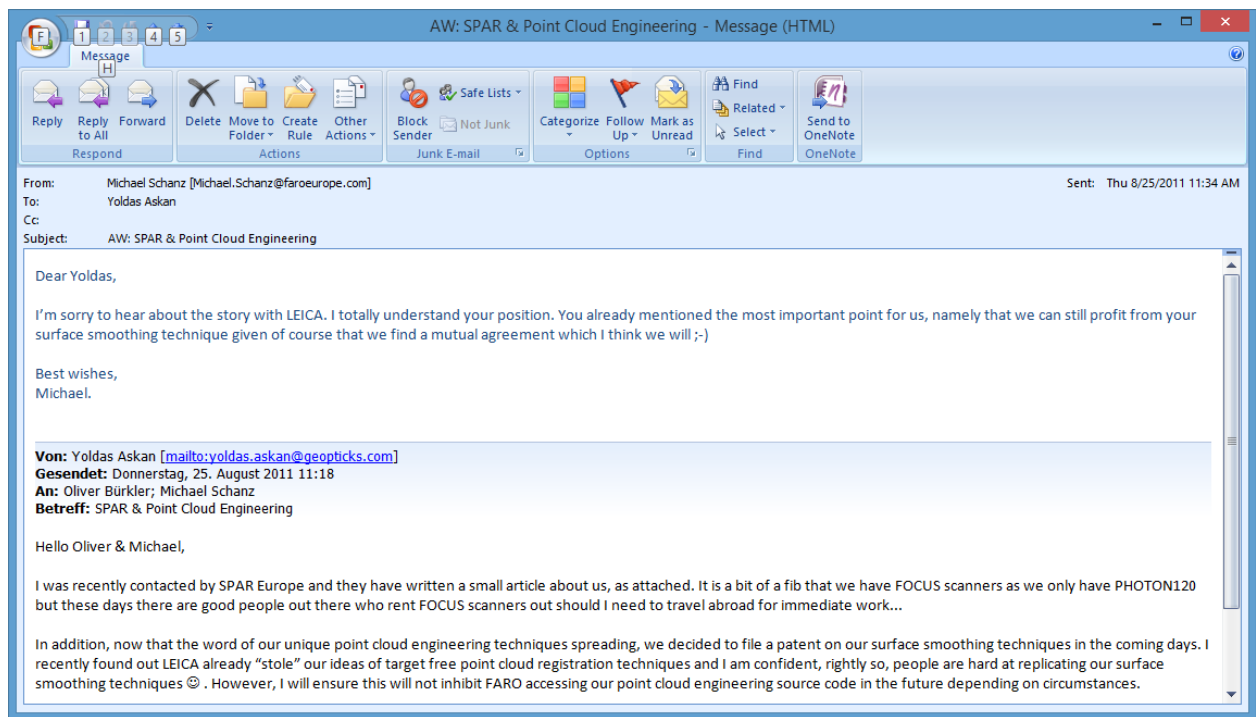 AW: SPAR & Point Cloud Engineering - Message (HTML)
F 1 2 3 4 5
Message
H
Reply Reply to All Forward
Respond
Delete Move to Folder Create Rule Other Actions
Actions
Block Sender Safe Lists Not Junk
Junk E-mail
Categorize Follow Up Mark as Unread
Options
Find
Related
Select
Find
Send to OneNote
OneNote
From: Michael Schanz [Michael.Schanz@faroeurope.com] Sent: Thu 8/25/2011 11:34 AM
To: Yoldas Askan
Cc:
Subject: AW: SPAR & Point Cloud Engineering
Dear Yoldas,
I'm sorry to hear about the story with LEICA. I totally understand your position. You already mentioned the most important point for us, namely that we can still profit from your
surface smoothing technique given of course that we find a mutual agreement which I think we will ;-)
Best wishes,
Michael.
Von: Yoldas Askan [mailto:yoldas.askan@geopticks.com]
Gesendet: Donnerstag, 25. August 2011 11:18
An: Oliver Bürkler; Michael Schanz
Betreff: SPAR & Point Cloud Engineering
Hello Oliver & Michael,
I was recently contacted by SPAR Europe and they have written a small article about us, as attached. It is a bit of a fib that we have FOCUS scanners as we only have PHOTON120
but these days there are good people out there who rent FOCUS scanners out should I need to travel abroad for immediate work...
In addition, now that the word of our unique point cloud engineering techniques spreading, we decided to file a patent on our surface smoothing techniques in the coming days. I
recently found out LEICA already “stole” our ideas of target free point cloud registration techniques and I am confident, rightly so, people are hard at replicating our surface
smoothing techniques ☺ . However, I will ensure this will not inhibit FARO accessing our point cloud engineering source code in the future depending on circumstances.